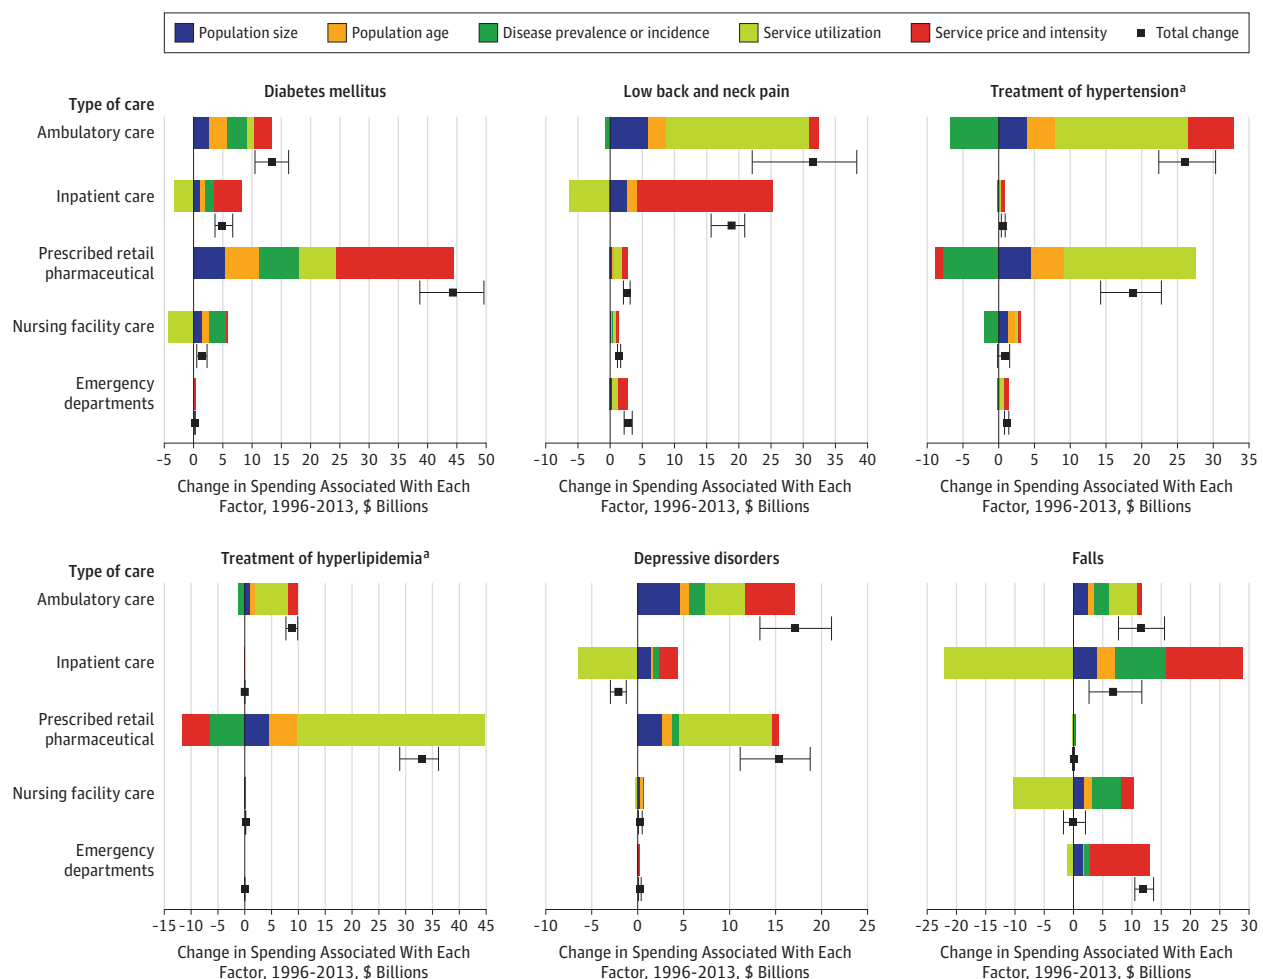 Population size Population age Disease prevalence or incidence Service utilization Service price and intensity Total change
Type of care
Diabetes mellitus
Low back and neck pain
Treatment of hypertensionᵃ
Ambulatory care
Inpatient care
Prescribed retail
pharmaceutical
Nursing facility care
Emergency
departments
-5 0 5 10 15 20 25 30 35 40 45 50
-10 -5 0 5 10 15 20 25 30 35 40
-10 -5 0 5 10 15 20 25 30 35
Change in Spending Associated With Each
Factor, 1996-2013, $ Billions
Change in Spending Associated With Each
Factor, 1996-2013, $ Billions
Change in Spending Associated With Each
Factor, 1996-2013, $ Billions
Type of care
Treatment of hyperlipidemiaᵃ
Depressive disorders
Falls
Ambulatory care
Inpatient care
Prescribed retail
pharmaceutical
Nursing facility care
Emergency
departments
-15 -10 -5 0 5 10 15 20 25 30 35 40 45
-10 -5 0 5 10 15 20 25
-25 -20 -15 -10 -5 0 5 10 15 20 25 30
Change in Spending Associated With Each
Factor, 1996-2013, $ Billions
Change in Spending Associated With Each
Factor, 1996-2013, $ Billions
Change in Spending Associated With Each
Factor, 1996-2013, $ Billions